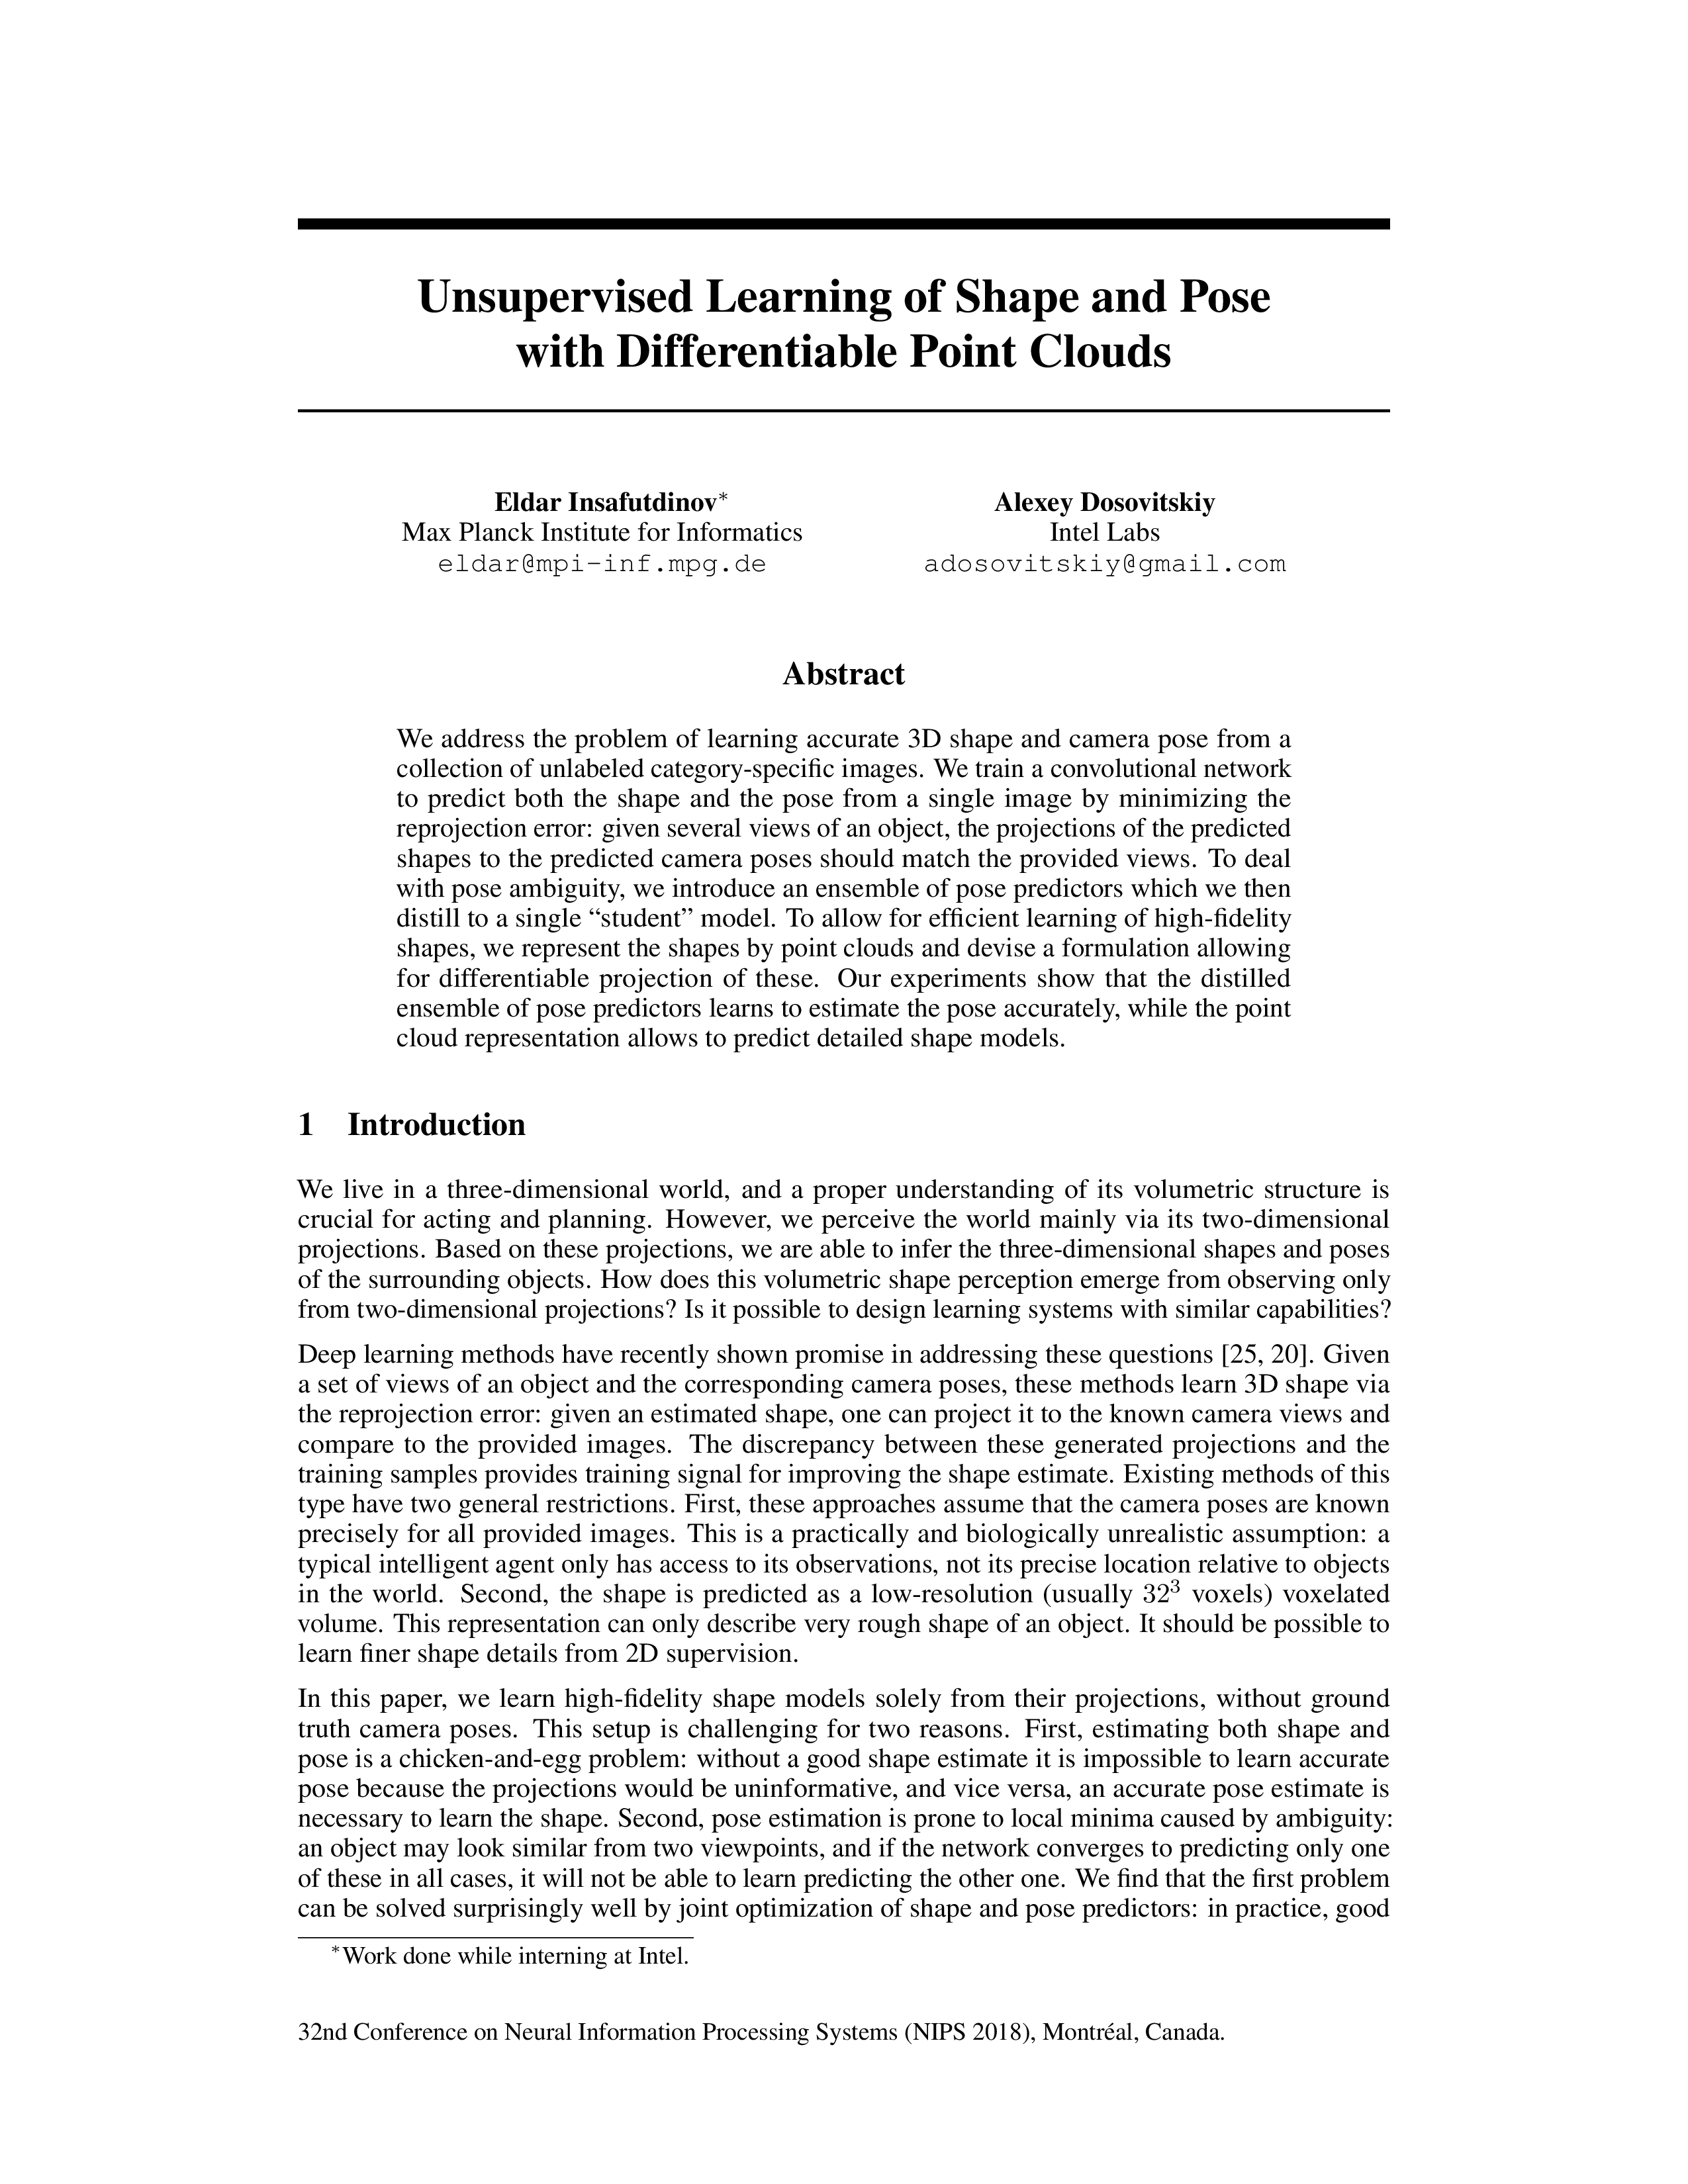 Unsupervised Learning of Shape and Pose
with Differentiable Point Clouds
Eldar Insafutdinov*
Max Planck Institute for Informatics
eldar@mpi-inf.mpg.de
Alexey Dosovitskiy
Intel Labs
adosovitskiy@gmail.com
Abstract
We address the problem of learning accurate 3D shape and camera pose from a
collection of unlabeled category-specific images. We train a convolutional network
to predict both the shape and the pose from a single image by minimizing the
reprojection error: given several views of an object, the projections of the predicted
shapes to the predicted camera poses should match the provided views. To deal
with pose ambiguity, we introduce an ensemble of pose predictors which we then
distill to a single “student” model. To allow for efficient learning of high-fidelity
shapes, we represent the shapes by point clouds and devise a formulation allowing
for differentiable projection of these. Our experiments show that the distilled
ensemble of pose predictors learns to estimate the pose accurately, while the point
cloud representation allows to predict detailed shape models.
1 Introduction
We live in a three-dimensional world, and a proper understanding of its volumetric structure is
crucial for acting and planning. However, we perceive the world mainly via its two-dimensional
projections. Based on these projections, we are able to infer the three-dimensional shapes and poses
of the surrounding objects. How does this volumetric shape perception emerge from observing only
from two-dimensional projections? Is it possible to design learning systems with similar capabilities?
Deep learning methods have recently shown promise in addressing these questions [25, 20]. Given
a set of views of an object and the corresponding camera poses, these methods learn 3D shape via
the reprojection error: given an estimated shape, one can project it to the known camera views and
compare to the provided images. The discrepancy between these generated projections and the
training samples provides training signal for improving the shape estimate. Existing methods of this
type have two general restrictions. First, these approaches assume that the camera poses are known
precisely for all provided images. This is a practically and biologically unrealistic assumption: a
typical intelligent agent only has access to its observations, not its precise location relative to objects
in the world. Second, the shape is predicted as a low-resolution (usually 32³ voxels) voxelated
volume. This representation can only describe very rough shape of an object. It should be possible to
learn finer shape details from 2D supervision.
In this paper, we learn high-fidelity shape models solely from their projections, without ground
truth camera poses. This setup is challenging for two reasons. First, estimating both shape and
pose is a chicken-and-egg problem: without a good shape estimate it is impossible to learn accurate
pose because the projections would be uninformative, and vice versa, an accurate pose estimate is
necessary to learn the shape. Second, pose estimation is prone to local minima caused by ambiguity:
an object may look similar from two viewpoints, and if the network converges to predicting only one
of these in all cases, it will not be able to learn predicting the other one. We find that the first problem
can be solved surprisingly well by joint optimization of shape and pose predictors: in practice, good
*Work done while interning at Intel.
32nd Conference on Neural Information Processing Systems (NIPS 2018), Montréal, Canada.